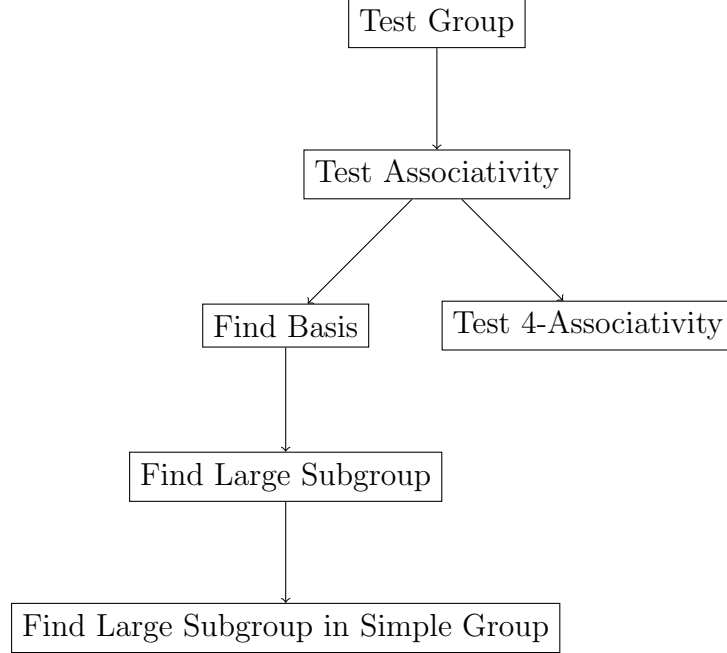 Test Group
Test Associativity
Find Basis
Test 4-Associativity
Find Large Subgroup
Find Large Subgroup in Simple Group